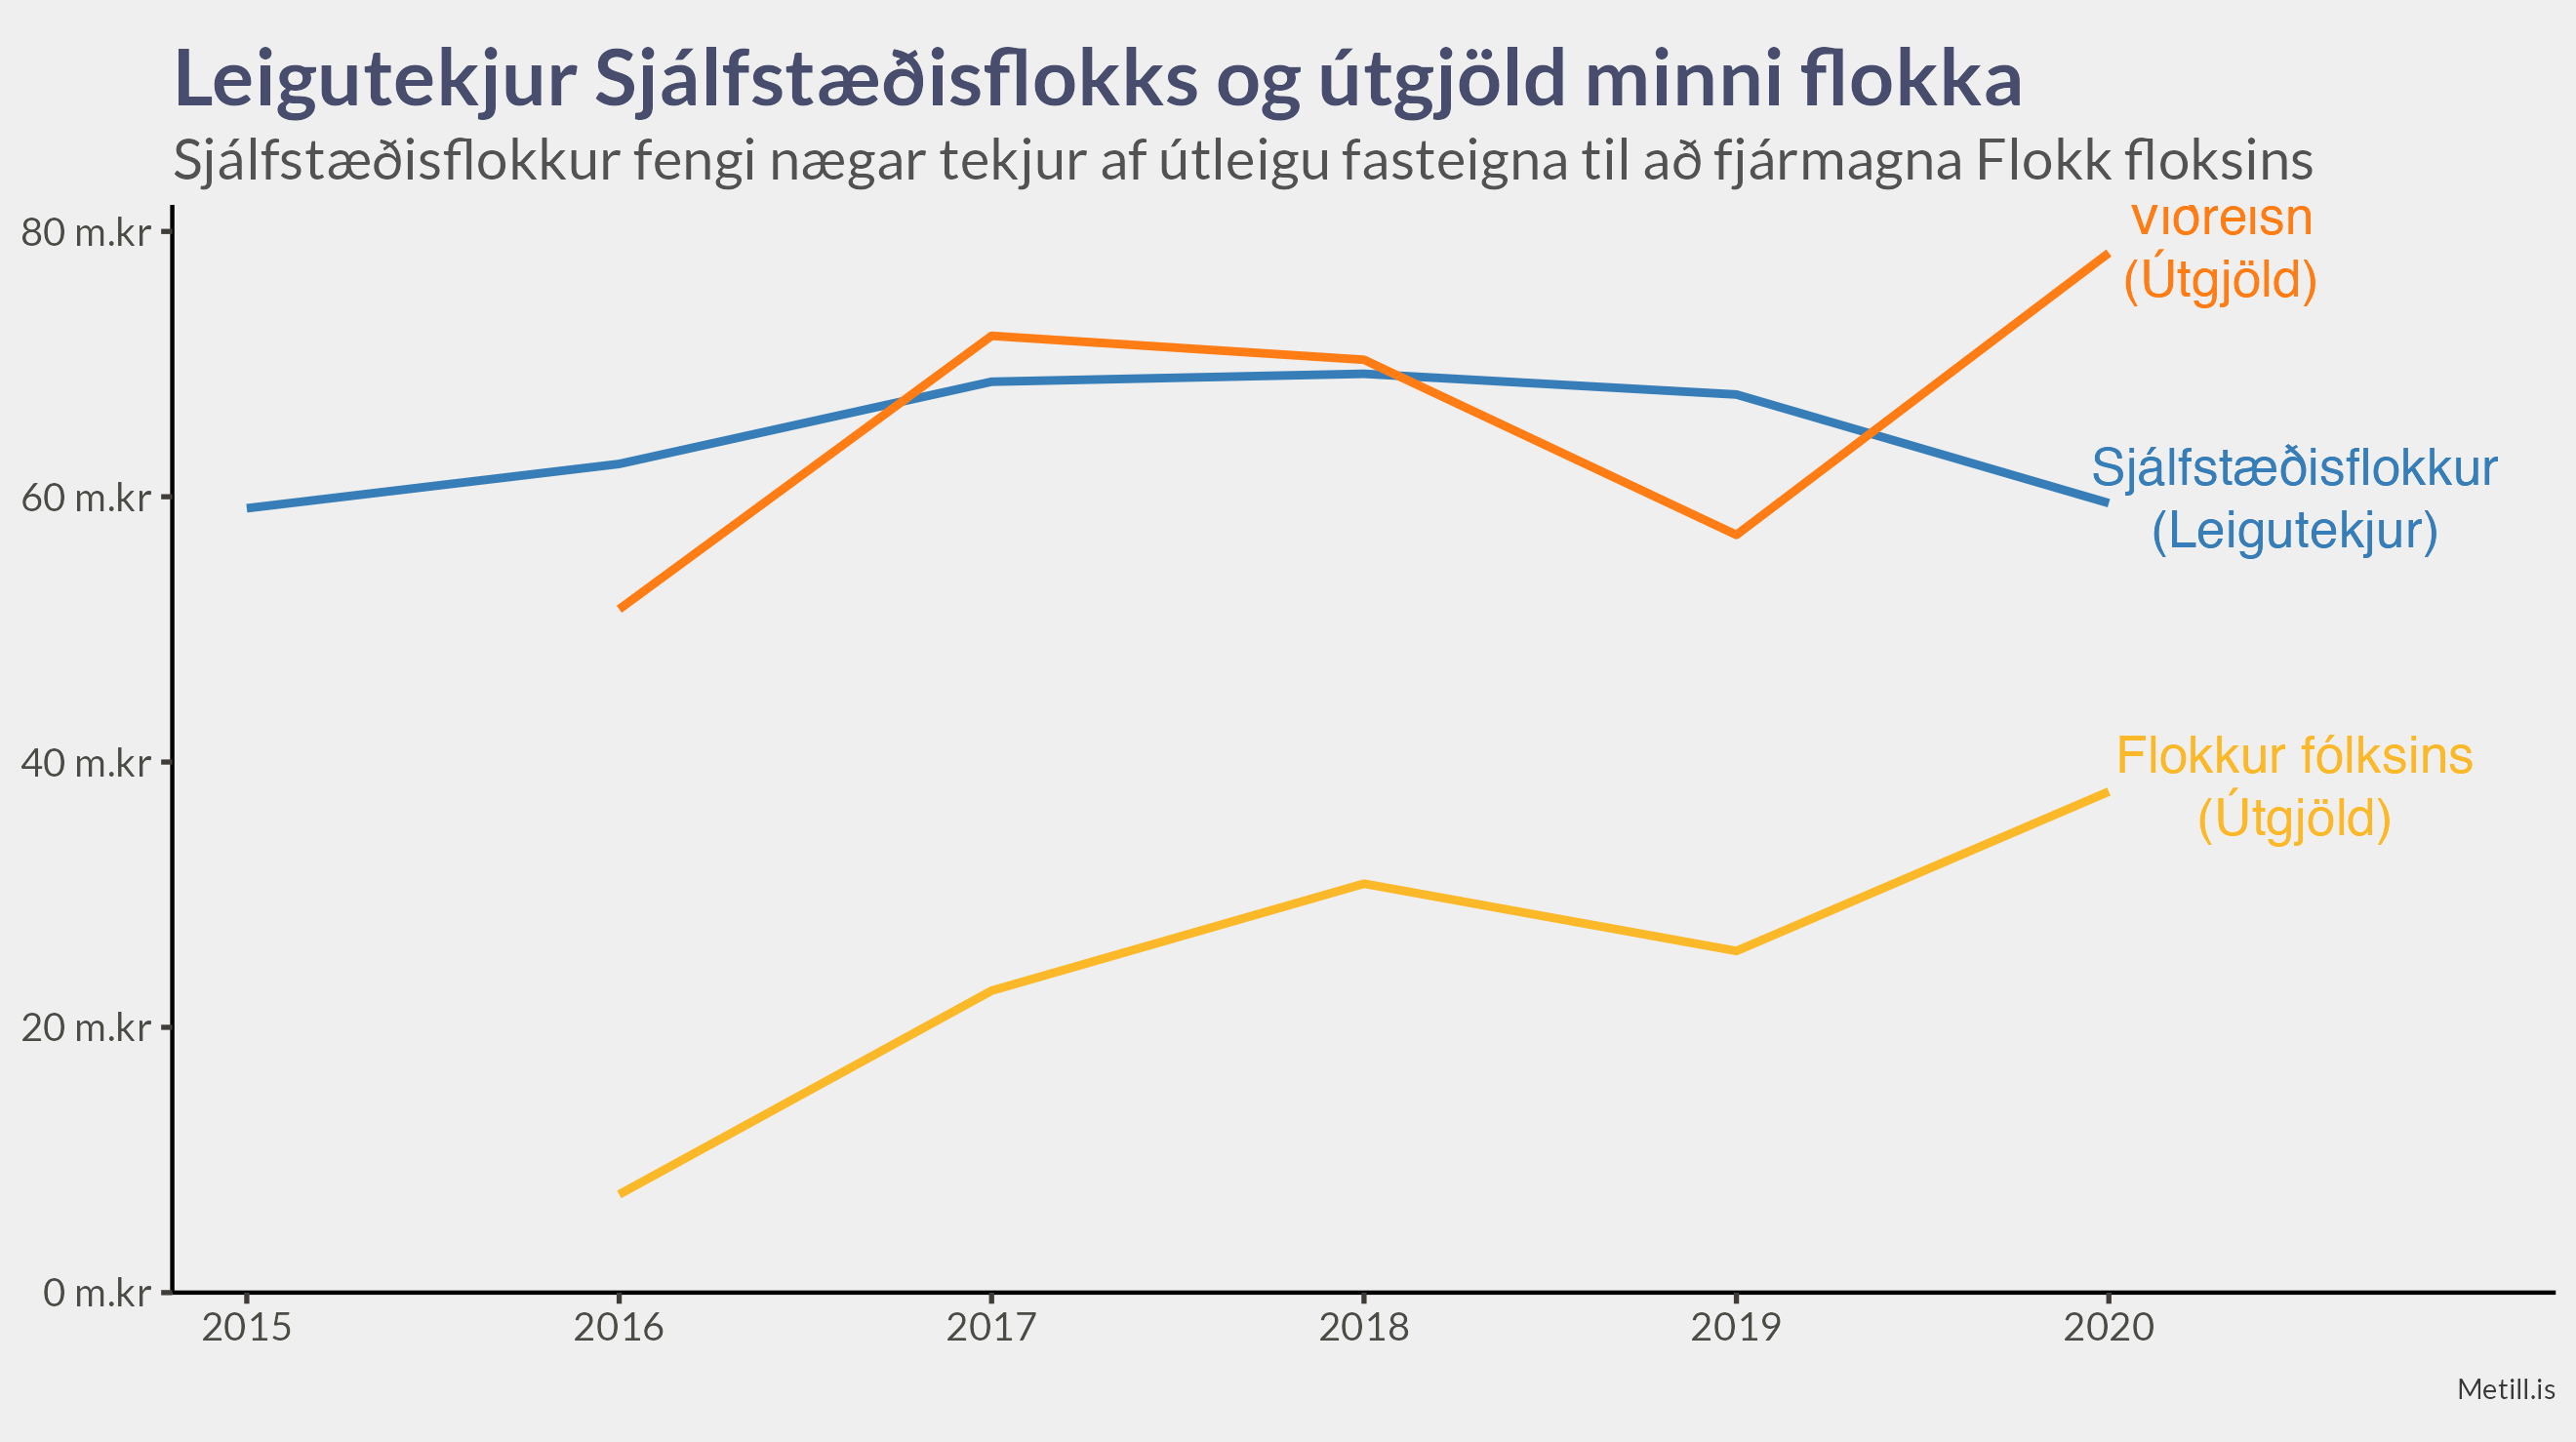 Leigutekjur Sjálfstæðisflokks og útgjöld minni flokka
Sjálfstæðisflokkur fengi nægar tekjur af útleigu fasteigna til að fjármagna Flokk floksins
80 m.kr
60 m.kr
40 m.kr
20 m.kr
0 m.kr
Viðreisn
(Útgjöld)
Sjálfstæðisflokkur
(Leigutekjur)
Flokkur fólksins
(Útgjöld)
2015
2016
2017
2018
2019
2020
Metill.is